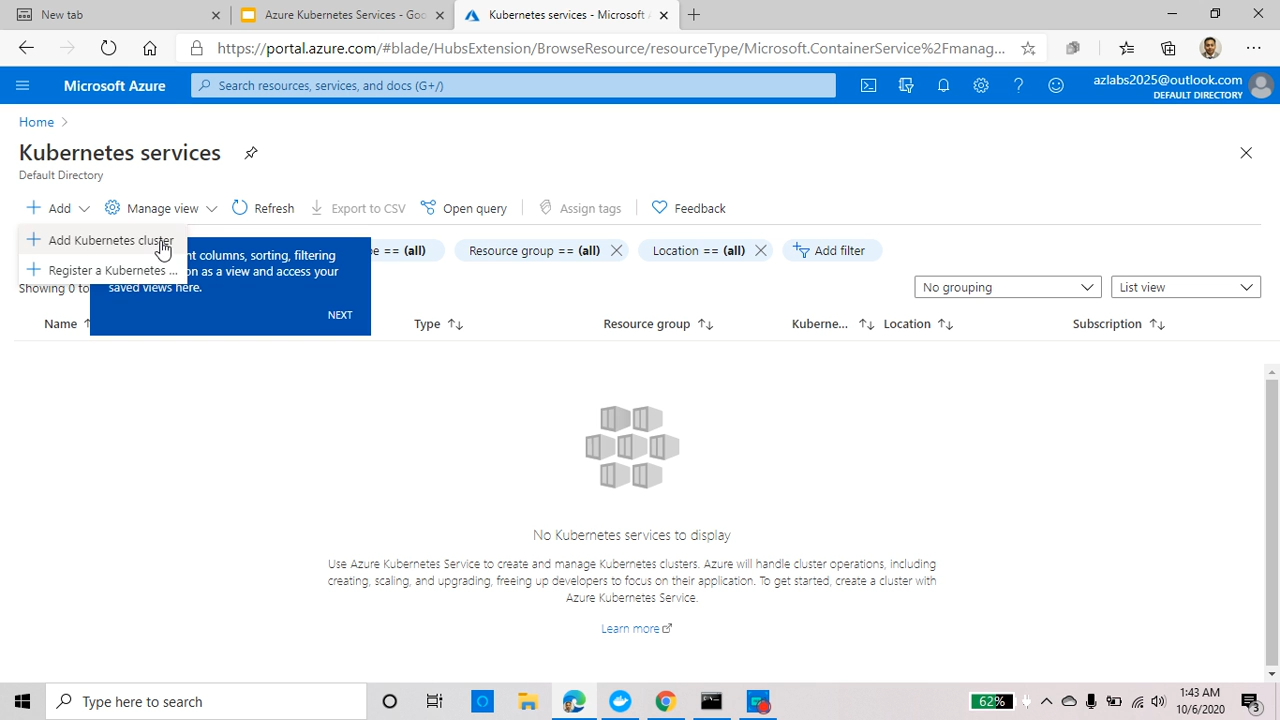 New tab
Azure Kubernetes Services - Goo
Kubernetes services - Microsoft A
https://portal.azure.com/#blade/HubsExtension/BrowseResource/resourceType/Microsoft.ContainerService%2Fmanag...
Microsoft Azure
Search resources, services, and docs (G+/)
azlabs2025@outlook.com
DEFAULT DIRECTORY
Home
Kubernetes services
Default Directory
Add
Manage view
Refresh
Export to CSV
Open query
Assign tags
Feedback
Add Kubernetes cluster
Register a Kubernetes ...
nt columns, sorting, filtering
on as a view and access your
saved views here.
NEXT
pe == (all)
Resource group == (all)
Location == (all)
Add filter
Showing 0 to
No grouping
List view
Name
Type
Resource group
Kuberne...
Location
Subscription
No Kubernetes services to display
Use Azure Kubernetes Service to create and manage Kubernetes clusters. Azure will handle cluster operations, including
creating, scaling, and upgrading, freeing up developers to focus on their application. To get started, create a cluster with
Azure Kubernetes Service.
Learn more
Type here to search
62%
1:43 AM
10/6/2020
3